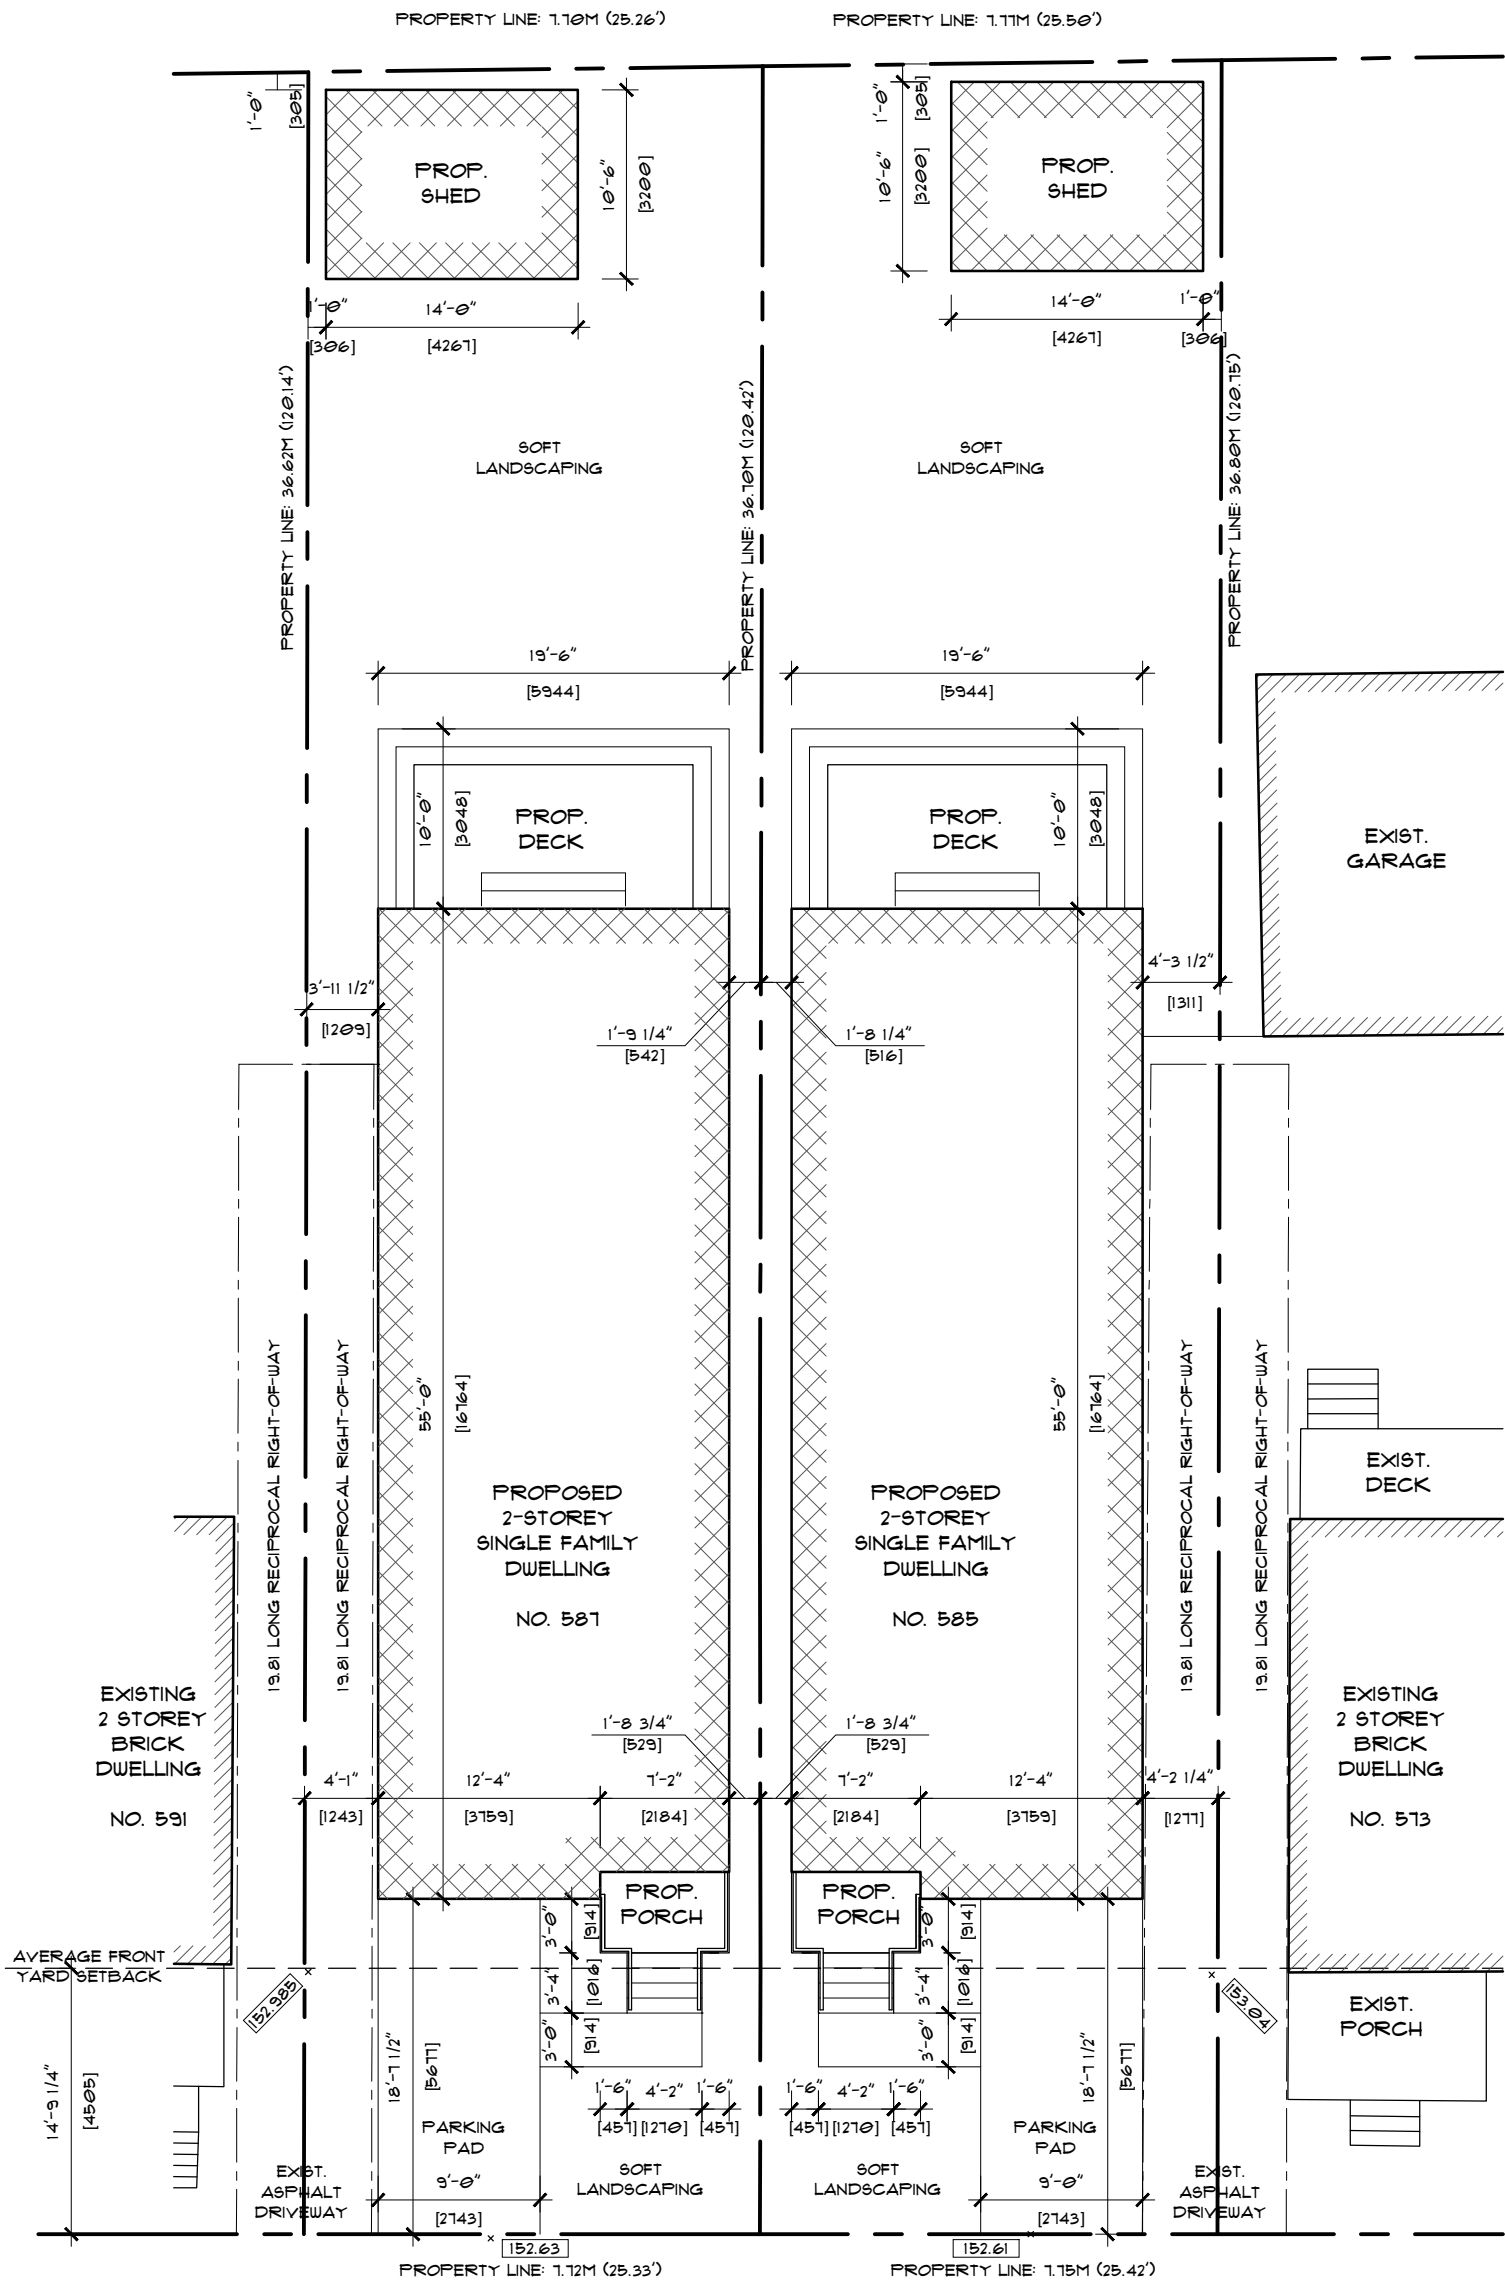 PROPERTY LINE: 7.70M (25.26')
PROPERTY LINE: 7.77M (25.50')
1'-0"
[305]
PROP.
SHED
10'-6"
[3200]
1'-0"
[305]
10'-6"
[3200]
PROP.
SHED
1'-0"
[306]
14'-0"
[4267]
14'-0"
[4267]
1'-0"
[306]
PROPERTY LINE: 36.62M (120.14')
PROPERTY LINE: 36.70M (120.42')
PROPERTY LINE: 36.80M (120.75')
SOFT
LANDSCAPING
SOFT
LANDSCAPING
19'-6"
[5944]
19'-6"
[5944]
10'-0"
[3048]
PROP.
DECK
PROP.
DECK
10'-0"
[3048]
EXIST.
GARAGE
3'-11 1/2"
[1209]
1'-9 1/4"
[542]
1'-8 1/4"
[516]
4'-3 1/2"
[1311]
19.81 LONG RECIPROCAL RIGHT-OF-WAY
19.81 LONG RECIPROCAL RIGHT-OF-WAY
55'-0"
[16764]
55'-0"
[16764]
19.81 LONG RECIPROCAL RIGHT-OF-WAY
19.81 LONG RECIPROCAL RIGHT-OF-WAY
EXIST.
DECK
PROPOSED
2-STOREY
SINGLE FAMILY
DWELLING
NO. 587
PROPOSED
2-STOREY
SINGLE FAMILY
DWELLING
NO. 585
EXISTING
2 STOREY
BRICK
DWELLING
NO. 591
EXISTING
2 STOREY
BRICK
DWELLING
NO. 573
1'-8 3/4"
[529]
1'-8 3/4"
[529]
4'-1"
[1243]
12'-4"
[3759]
7'-2"
[2184]
7'-2"
[2184]
12'-4"
[3759]
4'-2 1/4"
[1277]
PROP.
PORCH
PROP.
PORCH
3'-0"
[914]
3'-4"
[1016]
3'-0"
[914]
3'-0"
[914]
3'-4"
[1016]
3'-0"
[914]
AVERAGE FRONT
YARD SETBACK
152.985
153.04
EXIST.
PORCH
14'-9 1/4"
[4505]
18'-7 1/2"
[5677]
18'-7 1/2"
[5677]
1'-6"
[457]
4'-2"
[1270]
1'-6"
[457]
1'-6"
[457]
4'-2"
[1270]
1'-6"
[457]
PARKING
PAD
PARKING
PAD
EXIST.
ASPHALT
DRIVEWAY
9'-0"
[2743]
SOFT
LANDSCAPING
SOFT
LANDSCAPING
9'-0"
[2743]
EXIST.
ASPHALT
DRIVEWAY
152.63
152.61
PROPERTY LINE: 7.72M (25.33')
PROPERTY LINE: 7.75M (25.42')